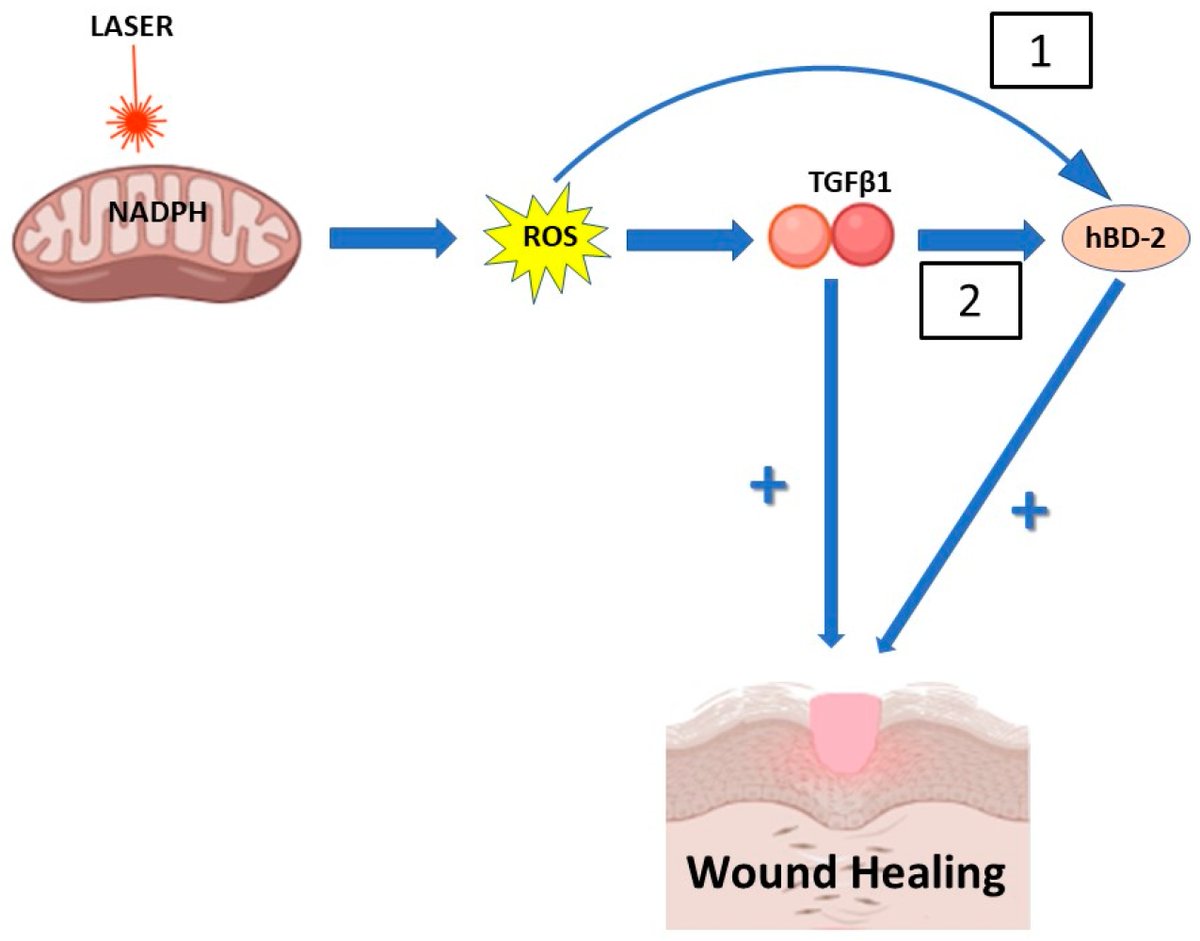 LASER
1
NADPH
ROS
TGFβ1
hBD-2
2
+
+
Wound Healing